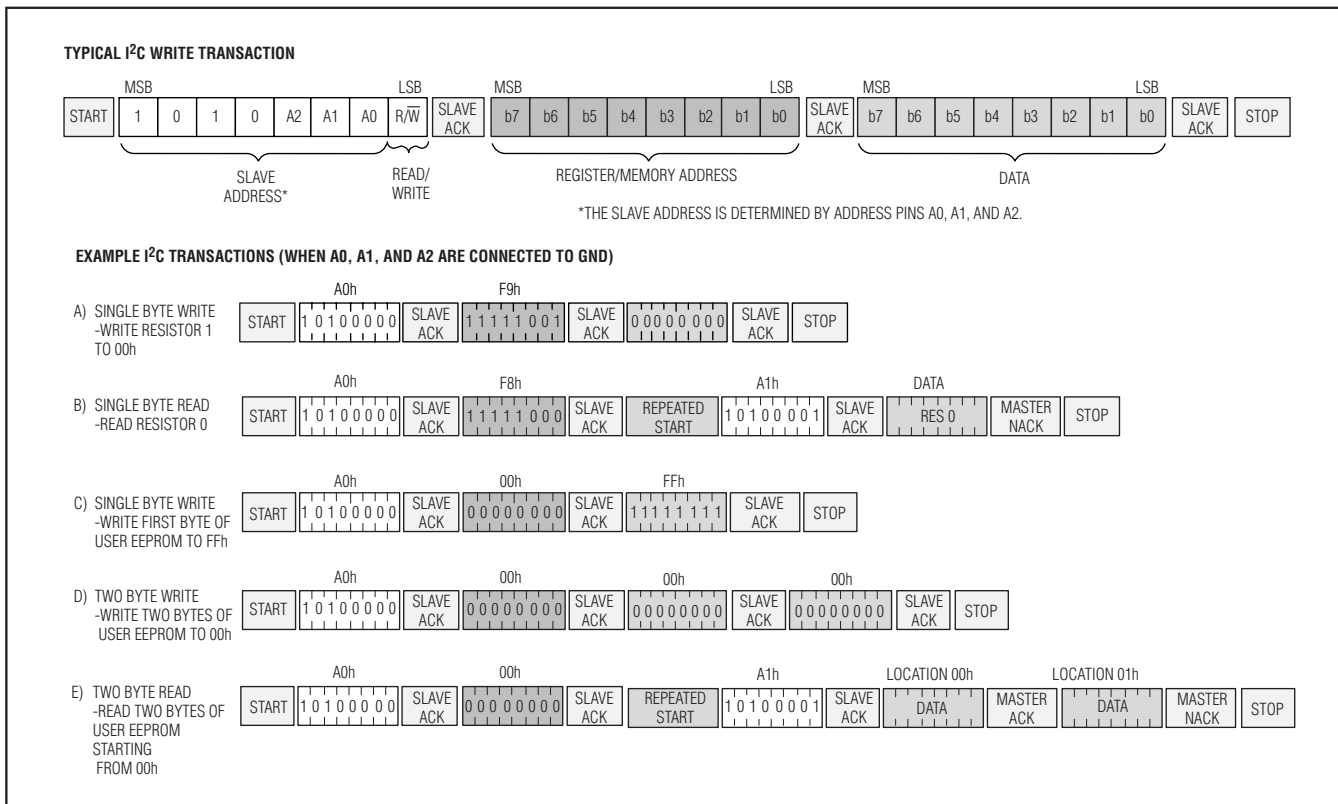 TYPICAL I²C WRITE TRANSACTION
MSB LSB MSB LSB MSB LSB
START 1 0 1 0 A2 A1 A0 R/W̅ SLAVE ACK b7 b6 b5 b4 b3 b2 b1 b0 SLAVE ACK b7 b6 b5 b4 b3 b2 b1 b0 SLAVE ACK STOP
SLAVE ADDRESS* READ/WRITE REGISTER/MEMORY ADDRESS DATA
*THE SLAVE ADDRESS IS DETERMINED BY ADDRESS PINS A0, A1, AND A2.
EXAMPLE I²C TRANSACTIONS (WHEN A0, A1, AND A2 ARE CONNECTED TO GND)
A0h F9h
A) SINGLE BYTE WRITE
-WRITE RESISTOR 1
TO 00h
START 1 0 1 0 0 0 0 0 SLAVE ACK 1 1 1 1 1 0 0 1 SLAVE ACK 0 0 0 0 0 0 0 0 SLAVE ACK STOP
A0h F8h A1h DATA
B) SINGLE BYTE READ
-READ RESISTOR 0
START 1 0 1 0 0 0 0 0 SLAVE ACK 1 1 1 1 1 0 0 0 SLAVE ACK REPEATED START 1 0 1 0 0 0 0 1 SLAVE ACK RES 0 MASTER NACK STOP
A0h 00h FFh
C) SINGLE BYTE WRITE
-WRITE FIRST BYTE OF
USER EEPROM TO FFh
START 1 0 1 0 0 0 0 0 SLAVE ACK 0 0 0 0 0 0 0 0 SLAVE ACK 1 1 1 1 1 1 1 1 SLAVE ACK STOP
A0h 00h 00h 00h
D) TWO BYTE WRITE
-WRITE TWO BYTES OF
USER EEPROM TO 00h
START 1 0 1 0 0 0 0 0 SLAVE ACK 0 0 0 0 0 0 0 0 SLAVE ACK 0 0 0 0 0 0 0 0 SLAVE ACK 0 0 0 0 0 0 0 0 SLAVE ACK STOP
A0h 00h A1h LOCATION 00h LOCATION 01h
E) TWO BYTE READ
-READ TWO BYTES OF
USER EEPROM
STARTING
FROM 00h
START 1 0 1 0 0 0 0 0 SLAVE ACK 0 0 0 0 0 0 0 0 SLAVE ACK REPEATED START 1 0 1 0 0 0 0 1 SLAVE ACK DATA MASTER ACK DATA MASTER NACK STOP